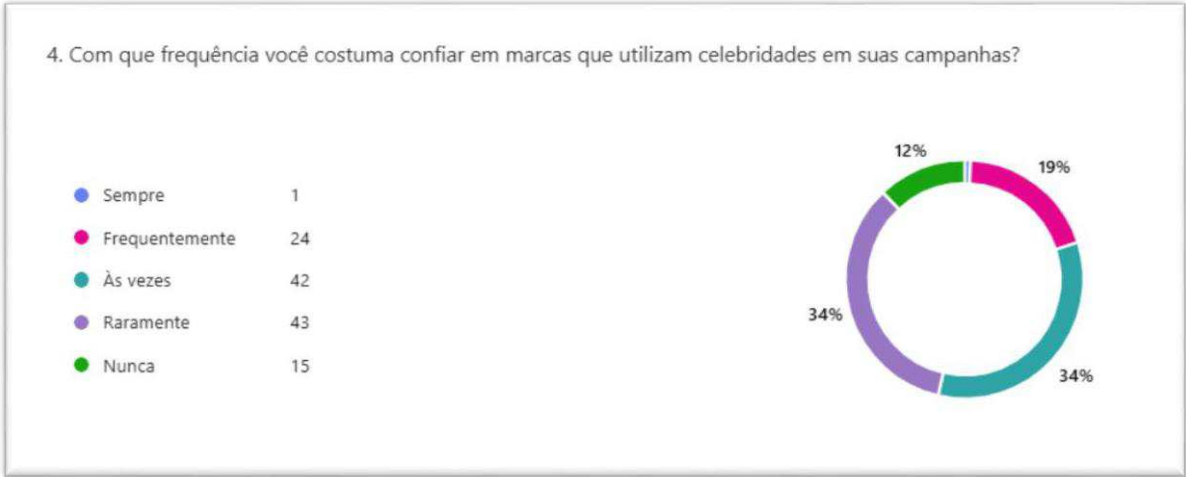 4. Com que frequência você costuma confiar em marcas que utilizam celebridades em suas campanhas?
Sempre 1
Frequentemente 24
Às vezes 42
Raramente 43
Nunca 15
12%
19%
34%
34%